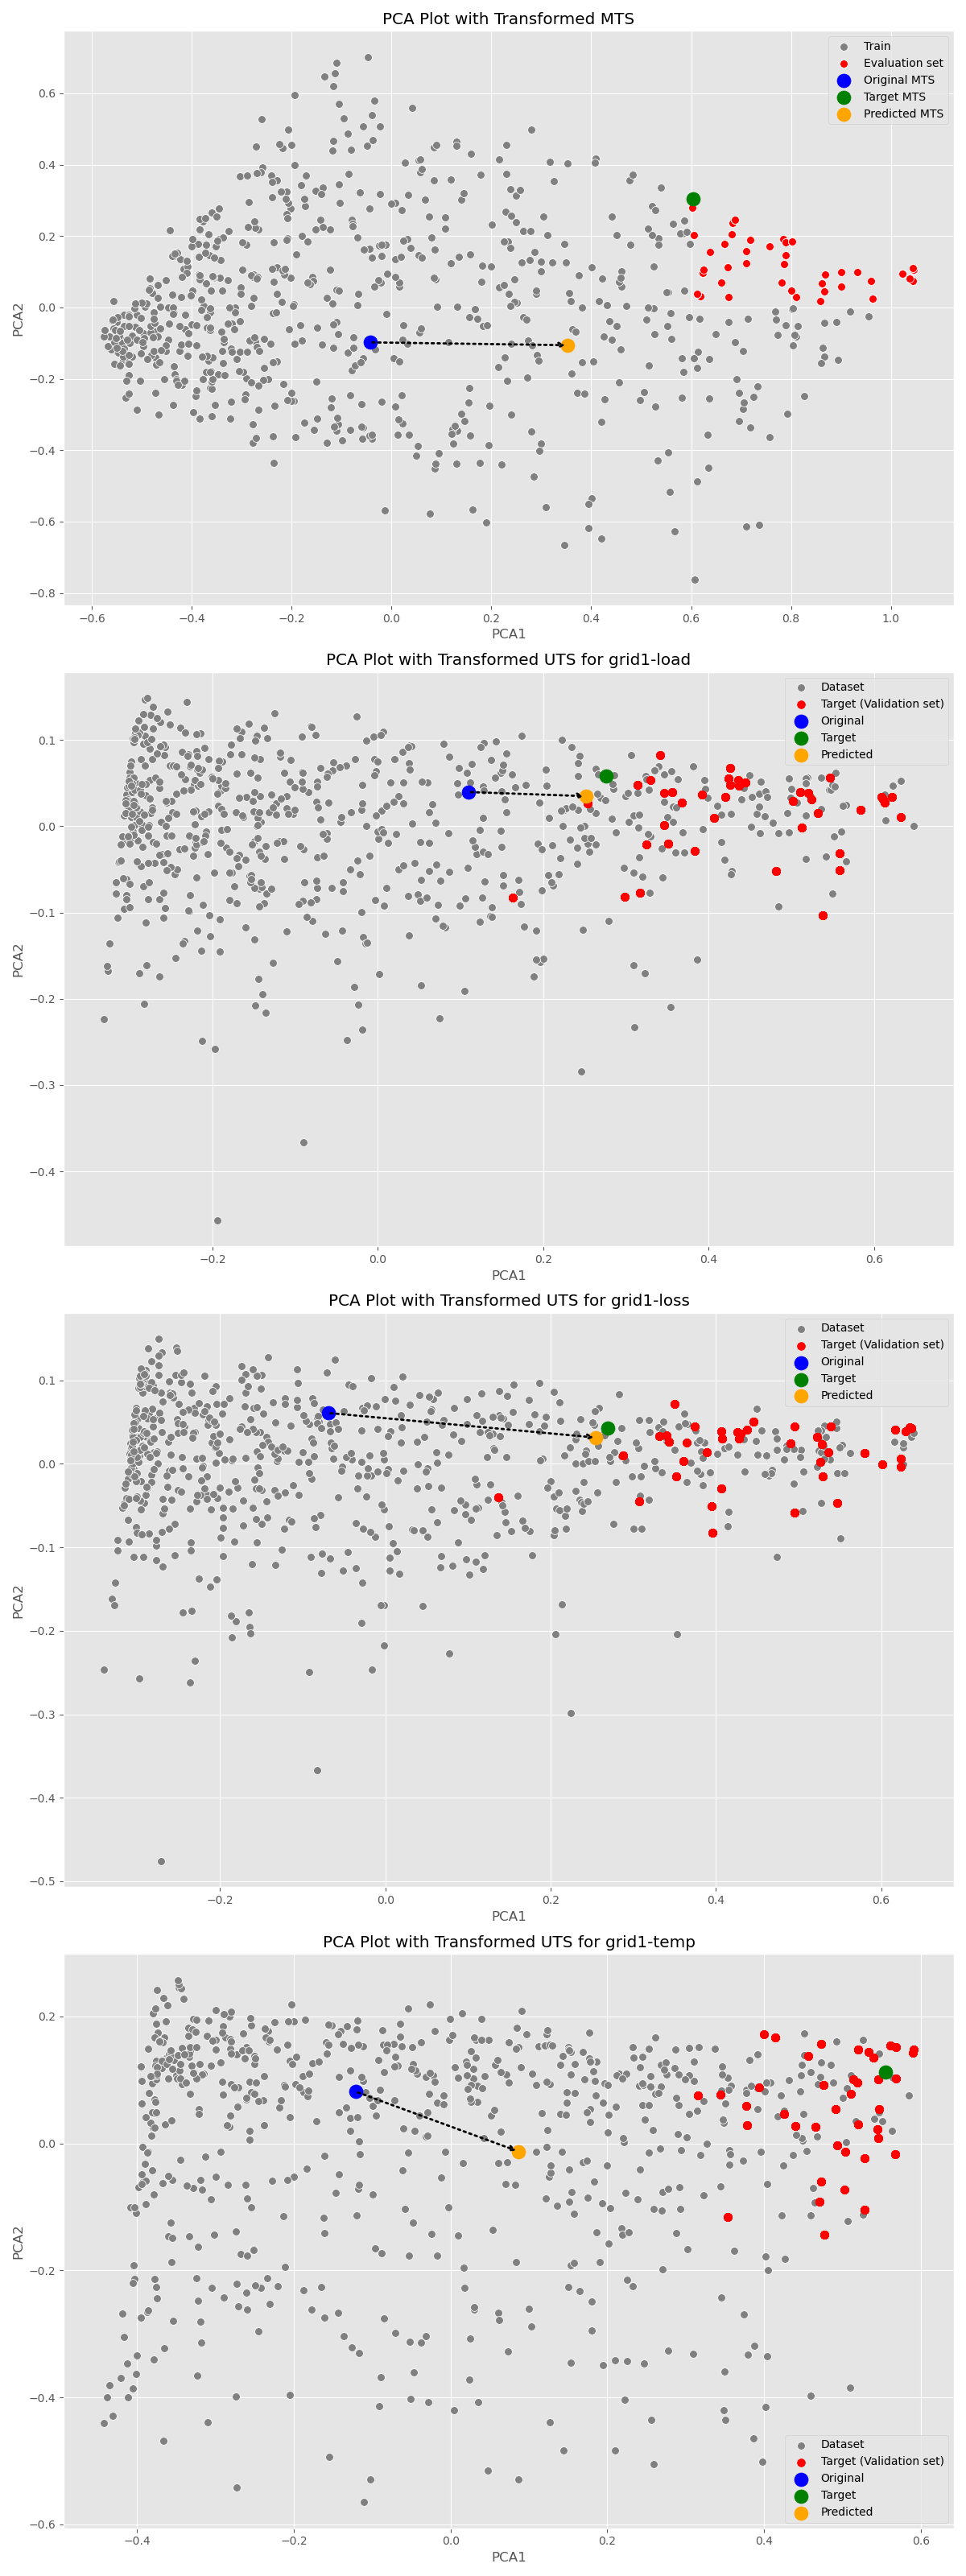 PCA Plot with Transformed MTS
Train
Evaluation set
Original MTS
Target MTS
Predicted MTS
0.6
0.4
0.2
0.0
−0.2
−0.4
−0.6
−0.8
PCA2
−0.6
−0.4
−0.2
0.0
0.2
0.4
0.6
0.8
1.0
PCA1
PCA Plot with Transformed UTS for grid1-load
Dataset
Target (Validation set)
Original
Target
Predicted
0.1
0.0
−0.1
−0.2
−0.3
−0.4
PCA2
−0.2
0.0
0.2
0.4
0.6
PCA1
PCA Plot with Transformed UTS for grid1-loss
Dataset
Target (Validation set)
Original
Target
Predicted
0.1
0.0
−0.1
−0.2
−0.3
−0.4
−0.5
PCA2
−0.2
0.0
0.2
0.4
0.6
PCA1
PCA Plot with Transformed UTS for grid1-temp
0.2
0.0
−0.2
−0.4
−0.6
PCA2
Dataset
Target (Validation set)
Original
Target
Predicted
−0.4
−0.2
0.0
0.2
0.4
0.6
PCA1